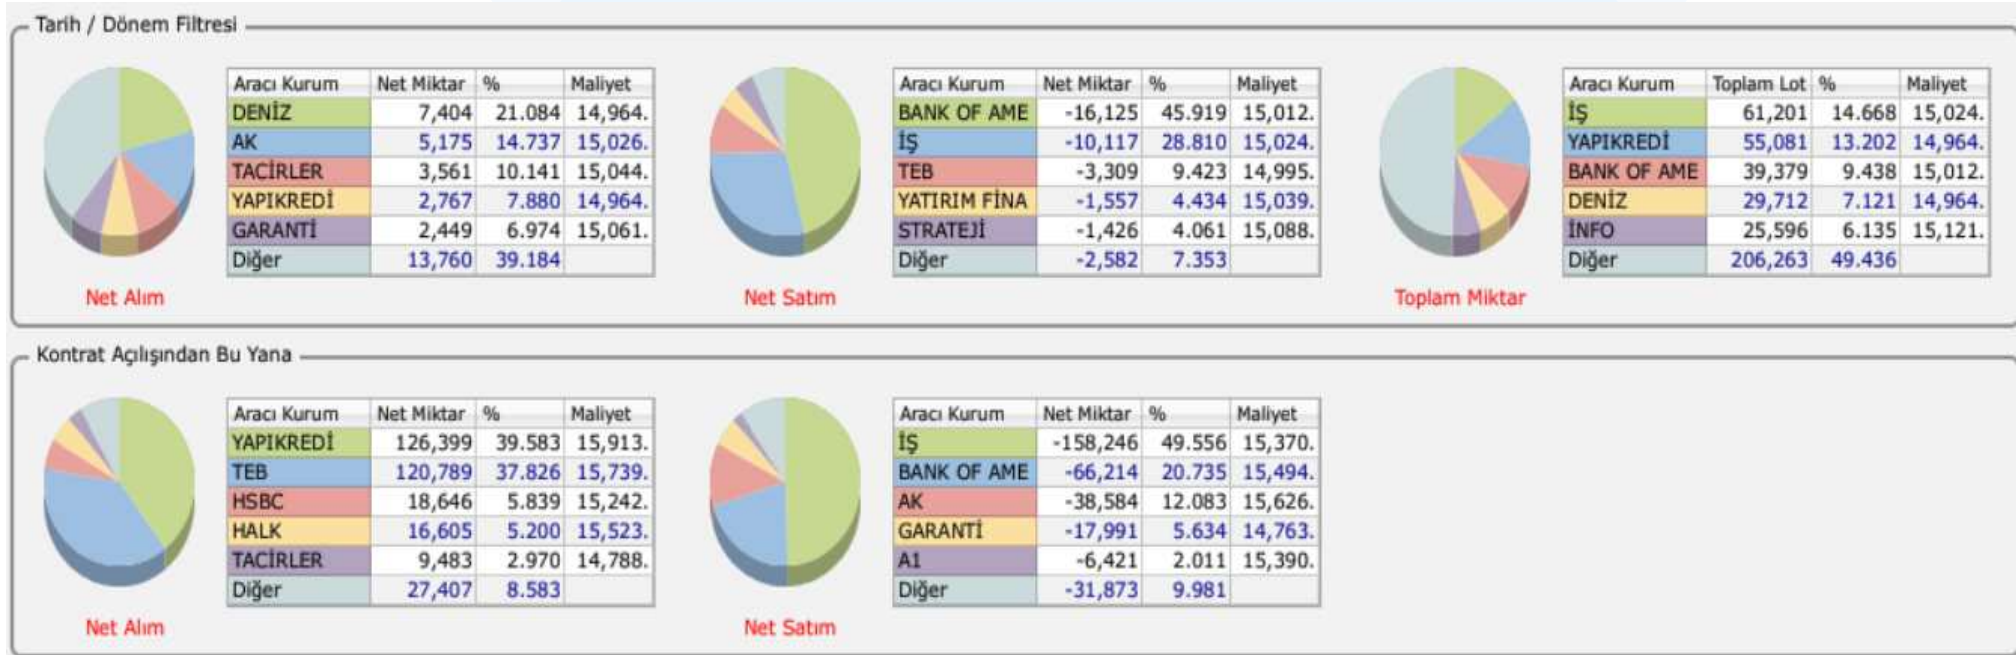 Tarih / Dönem Filtresi
Aracı Kurum Net Miktar % Maliyet
DENİZ 7,404 21.084 14,964.
AK 5,175 14.737 15,026.
TACİRLER 3,561 10.141 15,044.
YAPIKREDİ 2,767 7.880 14,964.
GARANTİ 2,449 6.974 15,061.
Diğer 13,760 39.184
Net Alım
Aracı Kurum Net Miktar % Maliyet
BANK OF AME -16,125 45.919 15,012.
İŞ -10,117 28.810 15,024.
TEB -3,309 9.423 14,995.
YATIRIM FİNA -1,557 4.434 15,039.
STRATEJİ -1,426 4.061 15,088.
Diğer -2,582 7.353
Net Satım
Aracı Kurum Toplam Lot % Maliyet
İŞ 61,201 14.668 15,024.
YAPIKREDİ 55,081 13.202 14,964.
BANK OF AME 39,379 9.438 15,012.
DENİZ 29,712 7.121 14,964.
İNFO 25,596 6.135 15,121.
Diğer 206,263 49.436
Toplam Miktar
Kontrat Açılışından Bu Yana
Aracı Kurum Net Miktar % Maliyet
YAPIKREDİ 126,399 39.583 15,913.
TEB 120,789 37.826 15,739.
HSBC 18,646 5.839 15,242.
HALK 16,605 5.200 15,523.
TACİRLER 9,483 2.970 14,788.
Diğer 27,407 8.583
Net Alım
Aracı Kurum Net Miktar % Maliyet
İŞ -158,246 49.556 15,370.
BANK OF AME -66,214 20.735 15,494.
AK -38,584 12.083 15,626.
GARANTİ -17,991 5.634 14,763.
A1 -6,421 2.011 15,390.
Diğer -31,873 9.981
Net Satım